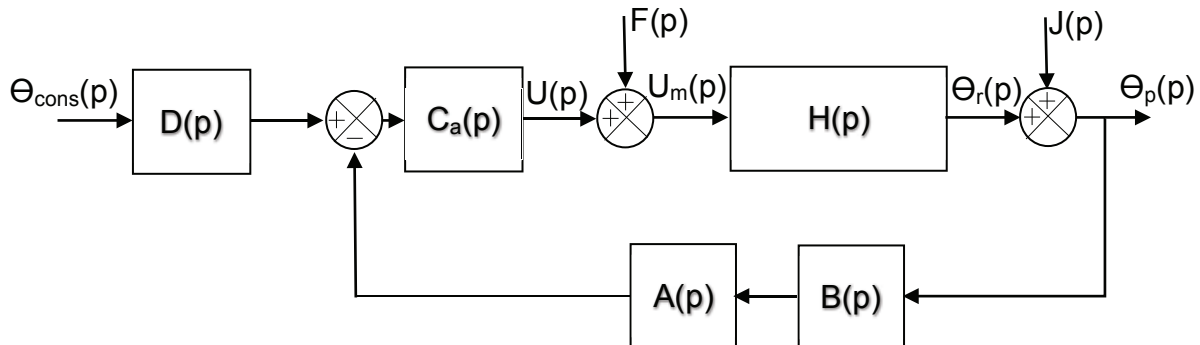 F(p)
J(p)
ϴcons(p)
D(p)
+
−
Ca(p)
U(p)
+
+
Um(p)
H(p)
ϴr(p)
+
+
ϴp(p)
A(p)
B(p)